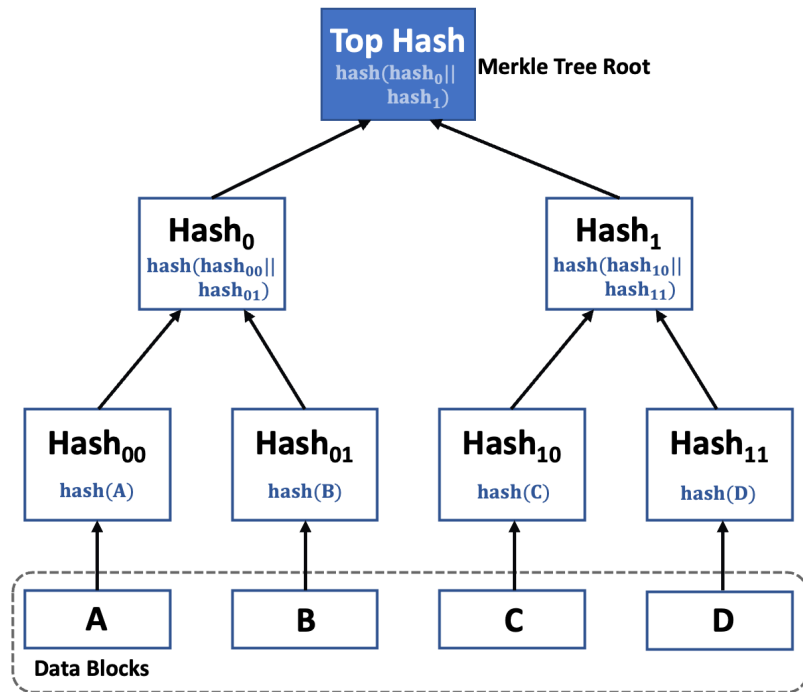 Top Hash
hash(hash₀||
hash₁)
Merkle Tree Root
Hash₀
hash(hash₀₀||
hash₀₁)
Hash₁
hash(hash₁₀||
hash₁₁)
Hash₀₀
hash(A)
Hash₀₁
hash(B)
Hash₁₀
hash(C)
Hash₁₁
hash(D)
A
B
C
D
Data Blocks